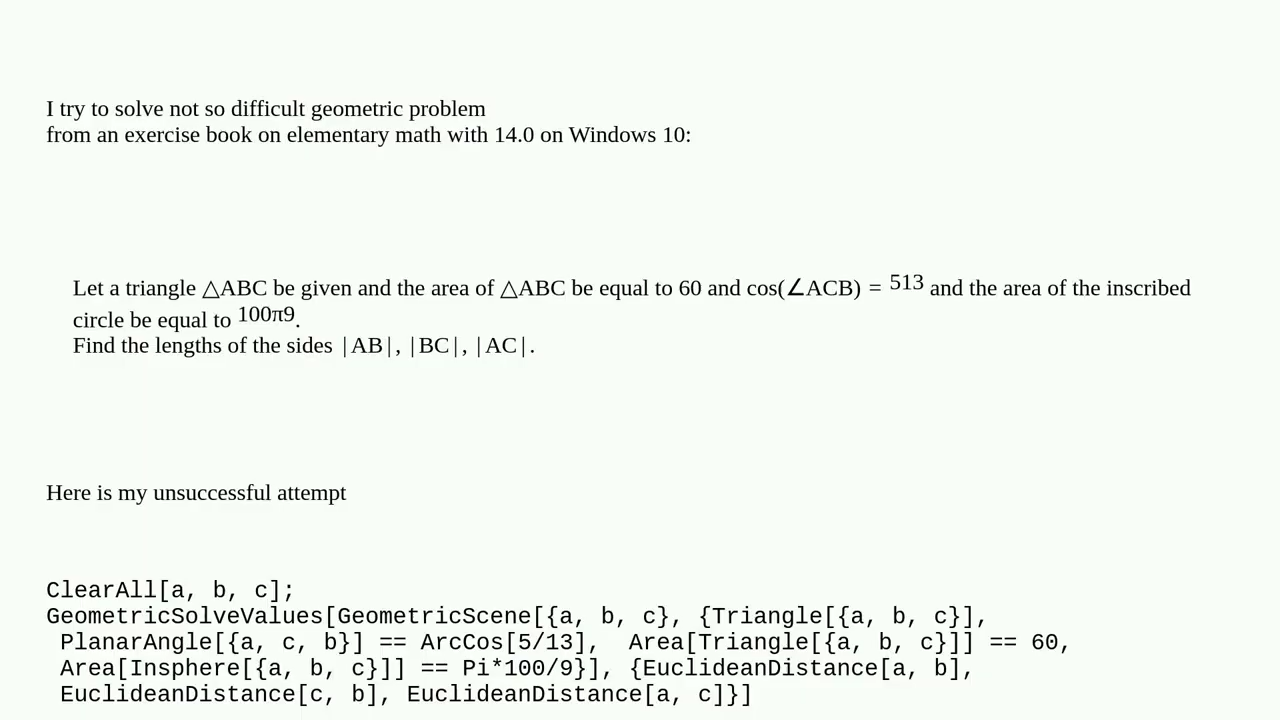 I try to solve not so difficult geometric problem
from an exercise book on elementary math with 14.0 on Windows 10:
Let a triangle △ABC be given and the area of △ABC be equal to 60 and cos(∠ACB) = 513 and the area of the inscribed
circle be equal to 100π9.
Find the lengths of the sides |AB|, |BC|, |AC|.
Here is my unsuccessful attempt
ClearAll[a, b, c];
GeometricSolveValues[GeometricScene[{a, b, c}, {Triangle[{a, b, c}],
PlanarAngle[{a, c, b}] == ArcCos[5/13],  Area[Triangle[{a, b, c}]] == 60,
Area[Insphere[{a, b, c}]] == Pi*100/9}], {EuclideanDistance[a, b],
EuclideanDistance[c, b], EuclideanDistance[a, c]}]